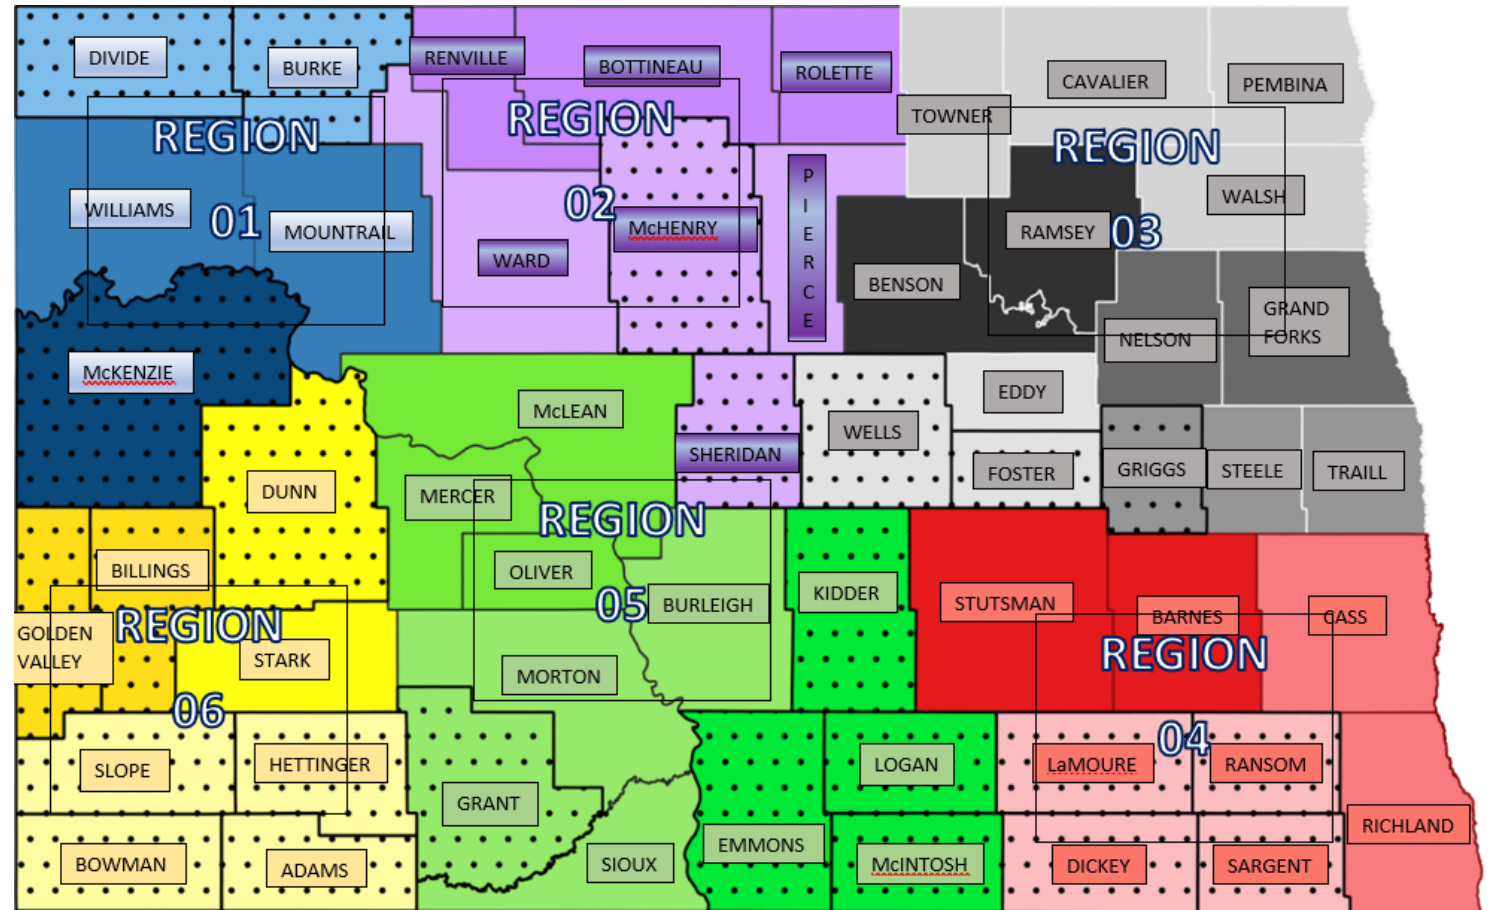 DIVIDE
BURKE
RENVILLE
BOTTINEAU
ROLETTE
TOWNER
CAVALIER
PEMBINA
REGION
01
REGION
02
REGION
03
WILLIAMS
MOUNTRAIL
WARD
McHENRY
P
I
E
R
C
E
BENSON
RAMSEY
WALSH
NELSON
GRAND
FORKS
McKENZIE
McLEAN
SHERIDAN
WELLS
EDDY
FOSTER
GRIGGS
STEELE
TRAILL
DUNN
MERCER
REGION
05
OLIVER
BURLEIGH
KIDDER
STUTSMAN
BARNES
CASS
REGION
04
BILLINGS
GOLDEN
VALLEY
REGION
06
STARK
MORTON
SLOPE
HETTINGER
GRANT
LOGAN
LaMOURE
RANSOM
RICHLAND
BOWMAN
ADAMS
SIOUX
EMMONS
McINTOSH
DICKEY
SARGENT